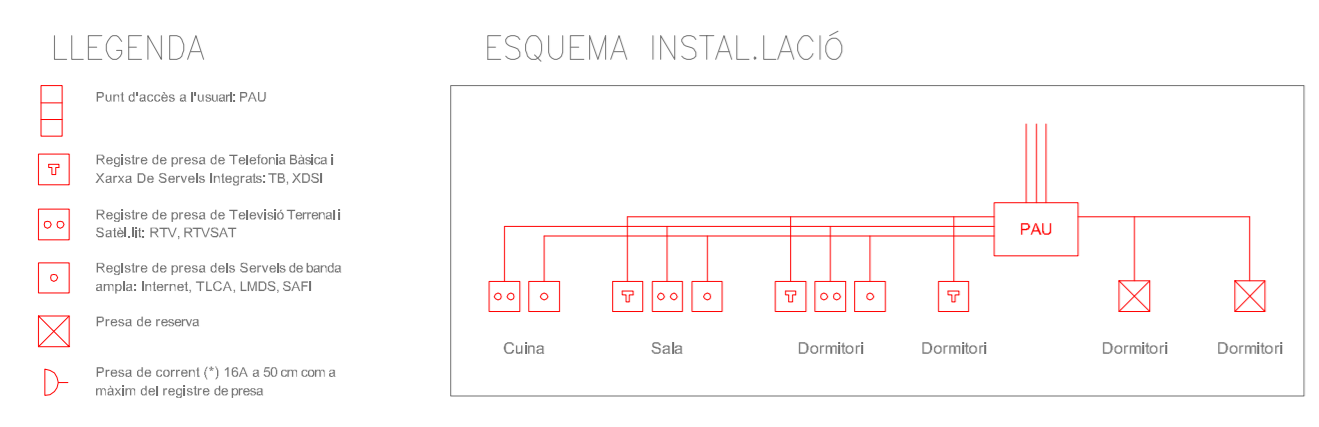 LLEGENDA
Punt d'accès a l'usuari: PAU
T
Registre de presa de Telefonia Bàsica i
Xarxa De Serveis Integrats: TB, XDSI
Registre de presa de Televisió Terrenal i
Satèl.lit: RTV, RTVSAT
Registre de presa dels Serveis de banda
ampla: Internet, TLCA, LMDS, SAFI
Presa de reserva
Presa de corrent (*) 16A a 50 cm com a
màxim del registre de presa
ESQUEMA INSTAL.LACIÓ
PAU
T
T
T
Cuina
Sala
Dormitori
Dormitori
Dormitori
Dormitori